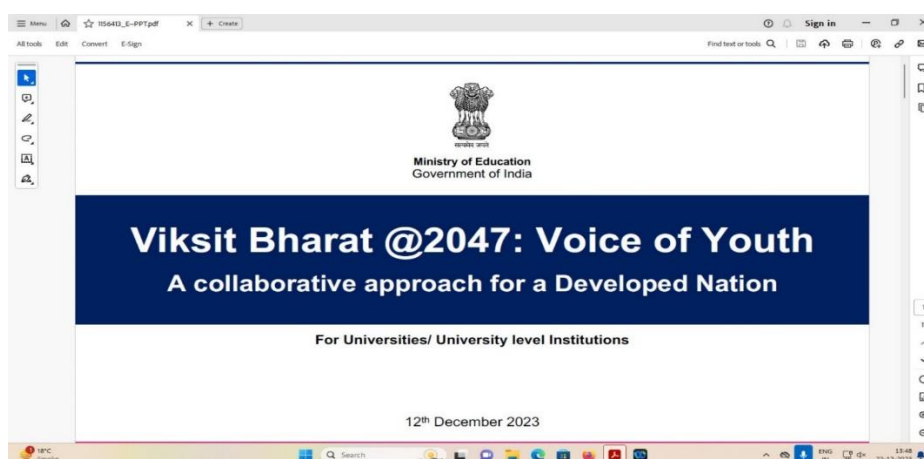 Menu
1156413_E-PPT.pdf
Create
Sign in
All tools Edit Convert E-Sign
Find text or tools
सत्यमेव जयते
Ministry of Education
Government of India
Viksit Bharat @2047: Voice of Youth
A collaborative approach for a Developed Nation
For Universities/ University level Institutions
12th December 2023
18°C
Smoke
Search
ENG
13:48